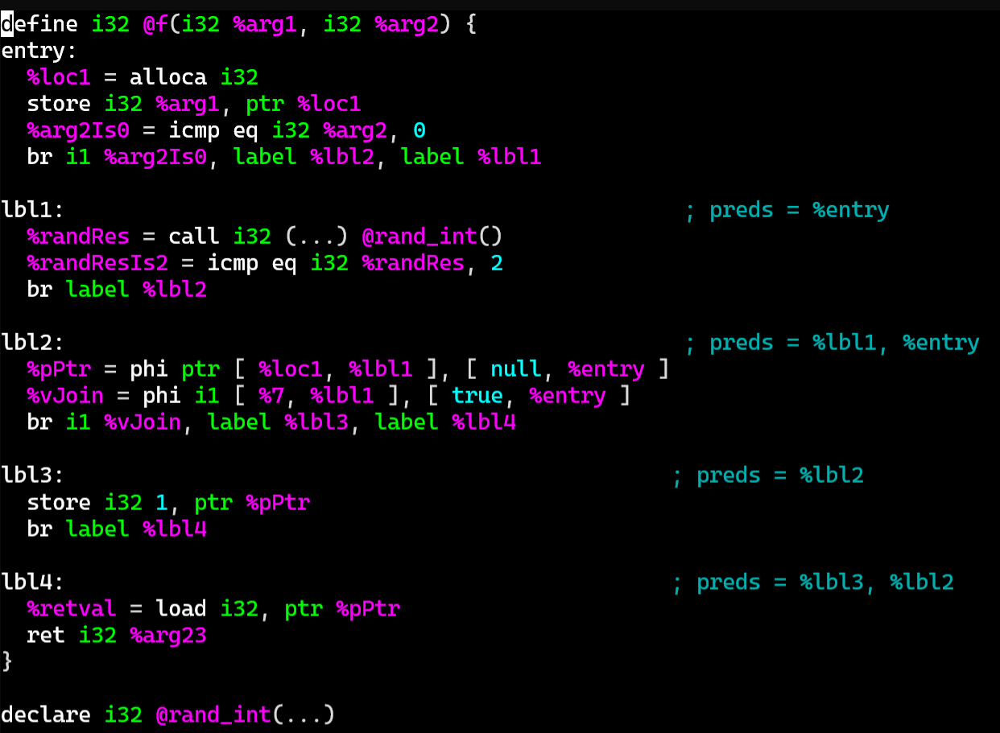 define i32 @f(i32 %arg1, i32 %arg2) {
entry:
  %loc1 = alloca i32
  store i32 %arg1, ptr %loc1
  %arg2Is0 = icmp eq i32 %arg2, 0
  br i1 %arg2Is0, label %lbl2, label %lbl1

lbl1:                                                ; preds = %entry
  %randRes = call i32 (...) @rand_int()
  %randResIs2 = icmp eq i32 %randRes, 2
  br label %lbl2

lbl2:                                                ; preds = %lbl1, %entry
  %pPtr = phi ptr [ %loc1, %lbl1 ], [ null, %entry ]
  %vJoin = phi i1 [ %7, %lbl1 ], [ true, %entry ]
  br i1 %vJoin, label %lbl3, label %lbl4

lbl3:                                               ; preds = %lbl2
  store i32 1, ptr %pPtr
  br label %lbl4

lbl4:                                               ; preds = %lbl3, %lbl2
  %retval = load i32, ptr %pPtr
  ret i32 %arg23
}

declare i32 @rand_int(...)